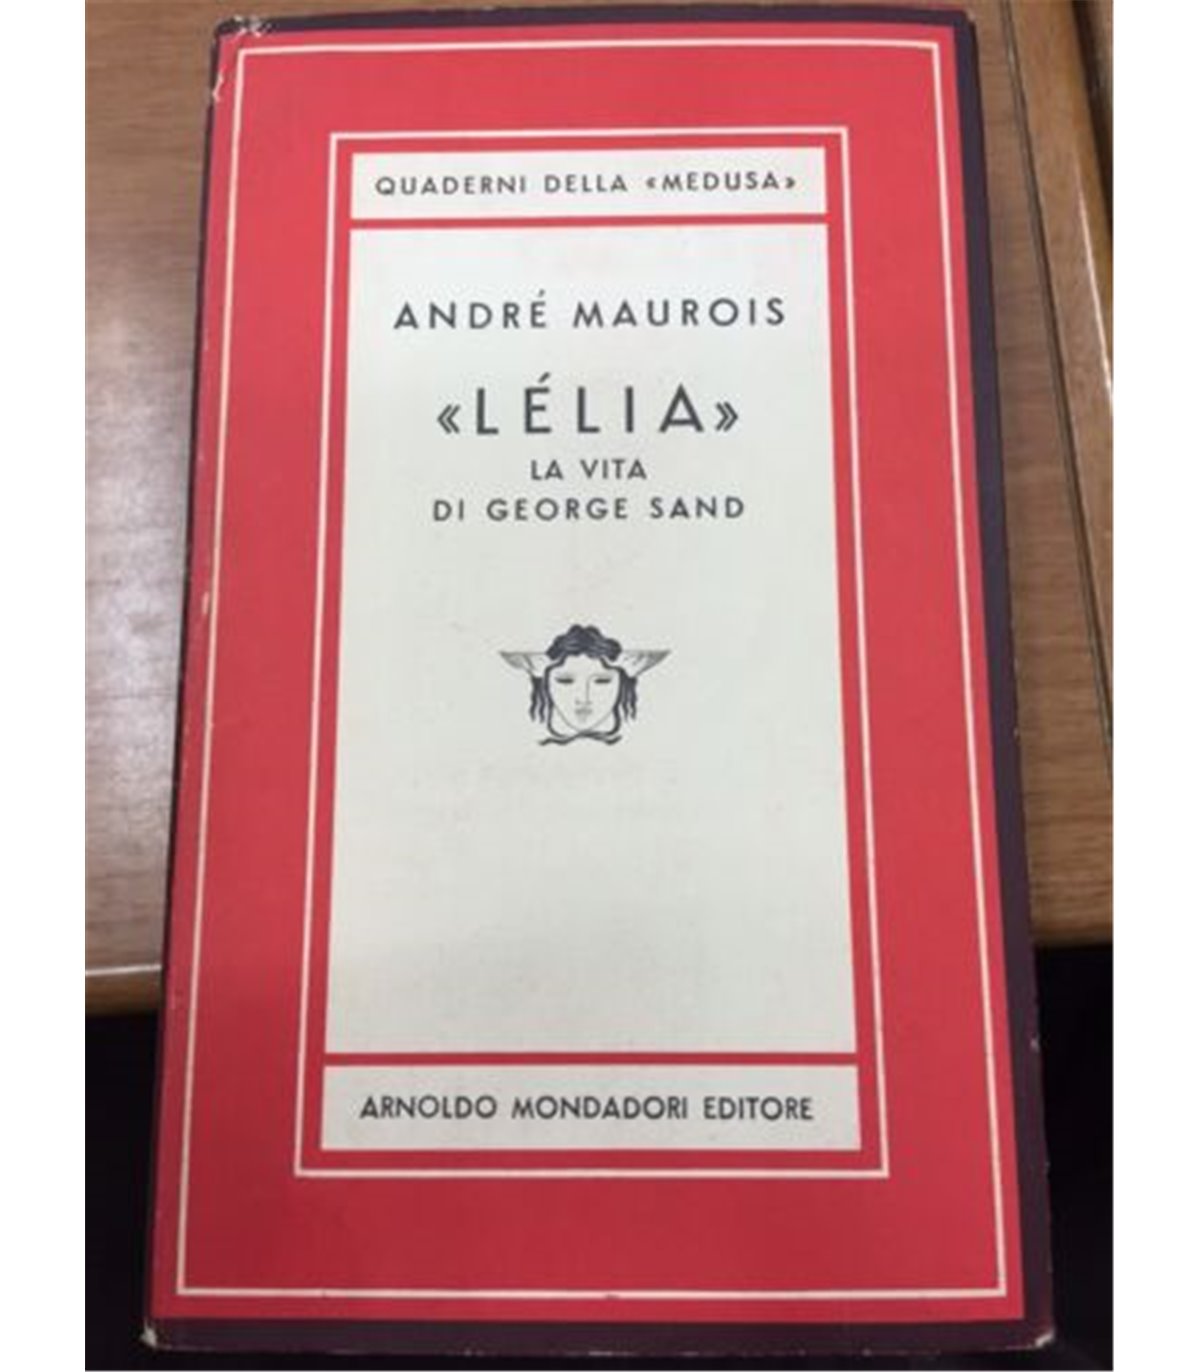 QUADERNI DELLA «MEDUSA»
ANDRÉ MAUROIS
«LÉLIA»
LA VITA
DI GEORGE SAND
ARNOLDO MONDADORI EDITORE